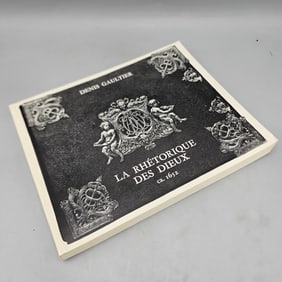 DENIS GAULTIER
LA RHÉTORIQUE
DES DIEUX
ca. 1652